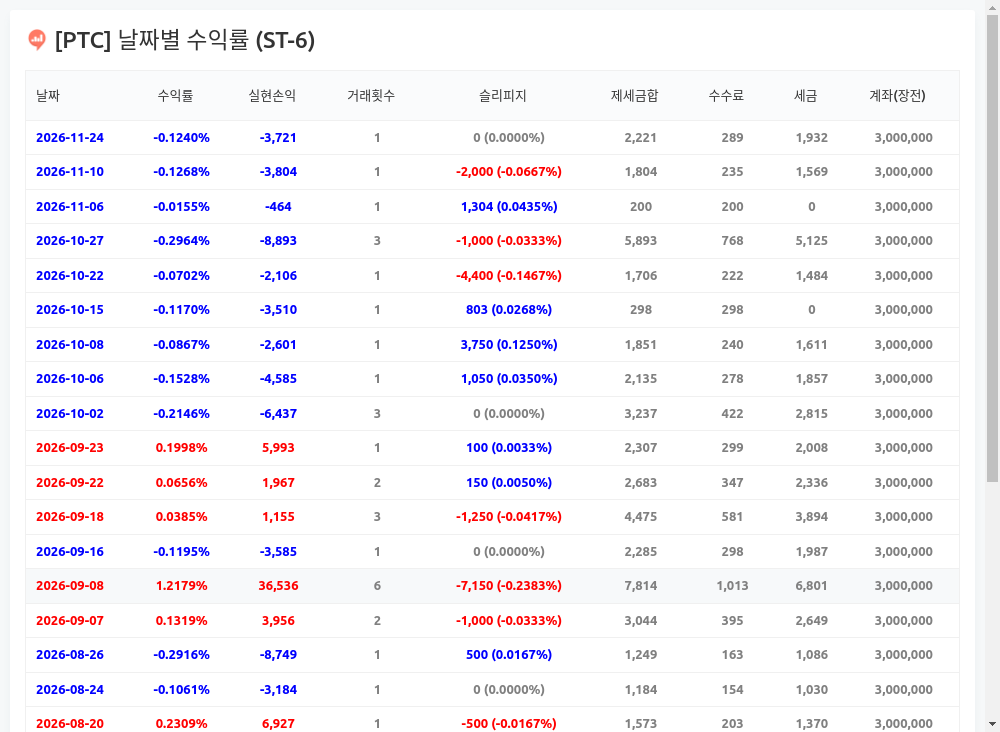 [PTC] 날짜별 수익률 (ST-6)
날짜 수익률 실현손익 거래횟수 슬리피지 제세금합 수수료 세금 계좌(장전)
2026-11-24 -0.1240% -3,721 1 0 (0.0000%) 2,221 289 1,932 3,000,000
2026-11-10 -0.1268% -3,804 1 -2,000 (-0.0667%) 1,804 235 1,569 3,000,000
2026-11-06 -0.0155% -464 1 1,304 (0.0435%) 200 200 0 3,000,000
2026-10-27 -0.2964% -8,893 3 -1,000 (-0.0333%) 5,893 768 5,125 3,000,000
2026-10-22 -0.0702% -2,106 1 -4,400 (-0.1467%) 1,706 222 1,484 3,000,000
2026-10-15 -0.1170% -3,510 1 803 (0.0268%) 298 298 0 3,000,000
2026-10-08 -0.0867% -2,601 1 3,750 (0.1250%) 1,851 240 1,611 3,000,000
2026-10-06 -0.1528% -4,585 1 1,050 (0.0350%) 2,135 278 1,857 3,000,000
2026-10-02 -0.2146% -6,437 3 0 (0.0000%) 3,237 422 2,815 3,000,000
2026-09-23 0.1998% 5,993 1 100 (0.0033%) 2,307 299 2,008 3,000,000
2026-09-22 0.0656% 1,967 2 150 (0.0050%) 2,683 347 2,336 3,000,000
2026-09-18 0.0385% 1,155 3 -1,250 (-0.0417%) 4,475 581 3,894 3,000,000
2026-09-16 -0.1195% -3,585 1 0 (0.0000%) 2,285 298 1,987 3,000,000
2026-09-08 1.2179% 36,536 6 -7,150 (-0.2383%) 7,814 1,013 6,801 3,000,000
2026-09-07 0.1319% 3,956 2 -1,000 (-0.0333%) 3,044 395 2,649 3,000,000
2026-08-26 -0.2916% -8,749 1 500 (0.0167%) 1,249 163 1,086 3,000,000
2026-08-24 -0.1061% -3,184 1 0 (0.0000%) 1,184 154 1,030 3,000,000
2026-08-20 0.2309% 6,927 1 -500 (-0.0167%) 1,573 203 1,370 3,000,000